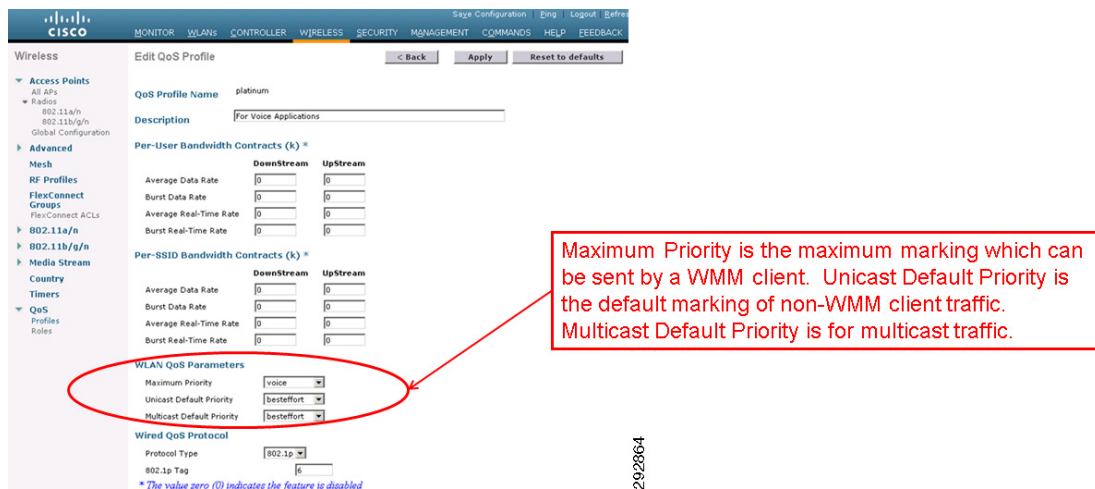 Save Configuration | Ping | Logout | Refres
CISCO
MONITOR WLANs CONTROLLER WIRELESS SECURITY MANAGEMENT COMMANDS HELP FEEDBACK
Wireless
Access Points
All APs
Radios
802.11a/n
802.11b/g/n
Global Configuration
Advanced
Mesh
RF Profiles
FlexConnect
Groups
FlexConnect ACLs
802.11a/n
802.11b/g/n
Media Stream
Country
Timers
QoS
Profiles
Roles
Edit QoS Profile
< Back Apply Reset to defaults
QoS Profile Name platinum
Description For Voice Applications
Per-User Bandwidth Contracts (k) *
DownStream UpStream
Average Data Rate 0 0
Burst Data Rate 0 0
Average Real-Time Rate 0 0
Burst Real-Time Rate 0 0
Per-SSID Bandwidth Contracts (k) *
DownStream UpStream
Average Data Rate 0 0
Burst Data Rate 0 0
Average Real-Time Rate 0 0
Burst Real-Time Rate 0 0
WLAN QoS Parameters
Maximum Priority voice
Unicast Default Priority besteffort
Multicast Default Priority besteffort
Wired QoS Protocol
Protocol Type 802.1p
802.1p Tag 6
* The value zero (0) indicates the feature is disabled
Maximum Priority is the maximum marking which can
be sent by a WMM client. Unicast Default Priority is
the default marking of non-WMM client traffic.
Multicast Default Priority is for multicast traffic.
292864